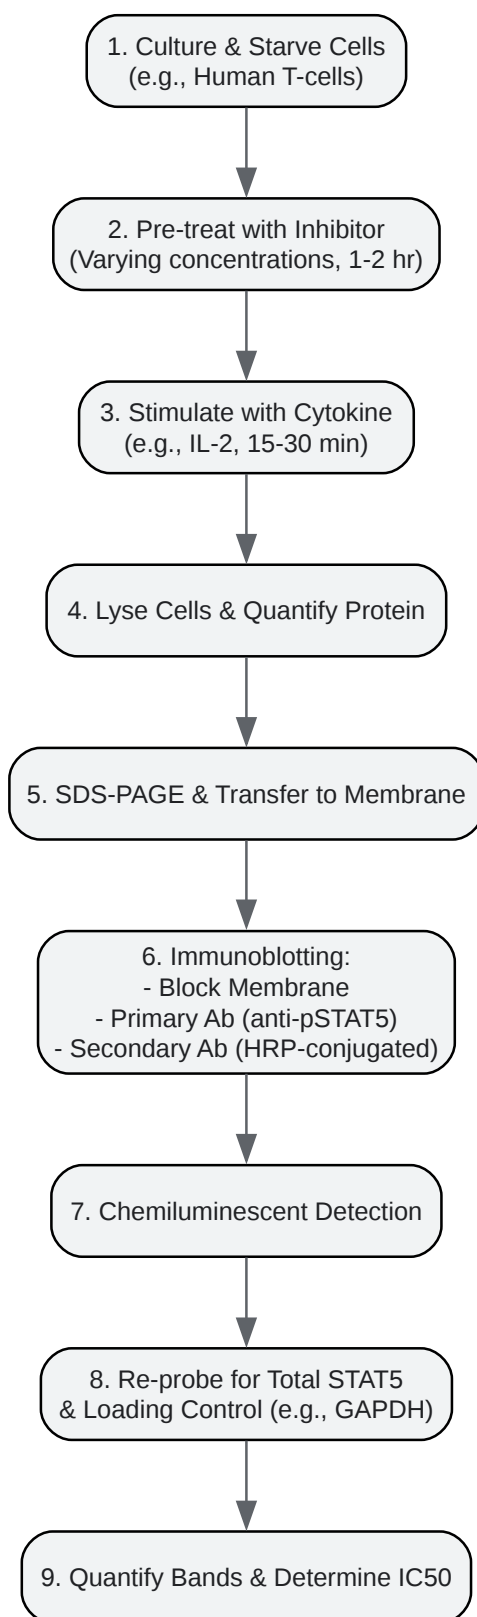 1. Culture & Starve Cells
(e.g., Human T-cells)
2. Pre-treat with Inhibitor
(Varying concentrations, 1-2 hr)
3. Stimulate with Cytokine
(e.g., IL-2, 15-30 min)
4. Lyse Cells & Quantify Protein
5. SDS-PAGE & Transfer to Membrane
6. Immunoblotting:
- Block Membrane
- Primary Ab (anti-pSTAT5)
- Secondary Ab (HRP-conjugated)
7. Chemiluminescent Detection
8. Re-probe for Total STAT5
& Loading Control (e.g., GAPDH)
9. Quantify Bands & Determine IC50